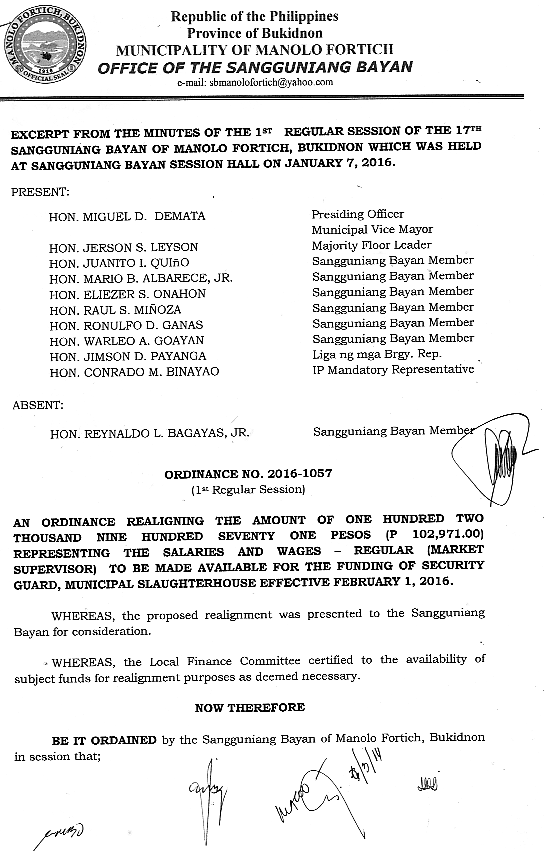 MANOLO FORTICH, BUKIDNON
1916
OFFICIAL SEAL
Republic of the Philippines
Province of Bukidnon
MUNICIPALITY OF MANOLO FORTICH
OFFICE OF THE SANGGUNIANG BAYAN
e-mail: sbmanolofortich@yahoo.com
EXCERPT FROM THE MINUTES OF THE 1ST REGULAR SESSION OF THE 17TH
SANGGUNIANG BAYAN OF MANOLO FORTICH, BUKIDNON WHICH WAS HELD
AT SANGGUNIANG BAYAN SESSION HALL ON JANUARY 7, 2016.
PRESENT:
HON. MIGUEL D. DEMATA Presiding Officer
Municipal Vice Mayor
HON. JERSON S. LEYSON Majority Floor Leader
HON. JUANITO I. QUIñO Sangguniang Bayan Member
HON. MARIO B. ALBARECE, JR. Sangguniang Bayan Member
HON. ELIEZER S. ONAHON Sangguniang Bayan Member
HON. RAUL S. MIÑOZA Sangguniang Bayan Member
HON. RONULFO D. GANAS Sangguniang Bayan Member
HON. WARLEO A. GOAYAN Sangguniang Bayan Member
HON. JIMSON D. PAYANGA Liga ng mga Brgy. Rep.
HON. CONRADO M. BINAYAO IP Mandatory Representative
ABSENT:
HON. REYNALDO L. BAGAYAS, JR. Sangguniang Bayan Member
ORDINANCE NO. 2016-1057
(1st Regular Session)
AN ORDINANCE REALIGNING THE AMOUNT OF ONE HUNDRED TWO
THOUSAND NINE HUNDRED SEVENTY ONE PESOS (P 102,971.00)
REPRESENTING THE SALARIES AND WAGES – REGULAR (MARKET
SUPERVISOR) TO BE MADE AVAILABLE FOR THE FUNDING OF SECURITY
GUARD, MUNICIPAL SLAUGHTERHOUSE EFFECTIVE FEBRUARY 1, 2016.
WHEREAS, the proposed realignment was presented to the Sangguniang
Bayan for consideration.
WHEREAS, the Local Finance Committee certified to the availability of
subject funds for realignment purposes as deemed necessary.
NOW THEREFORE
BE IT ORDAINED by the Sangguniang Bayan of Manolo Fortich, Bukidnon
in session that;